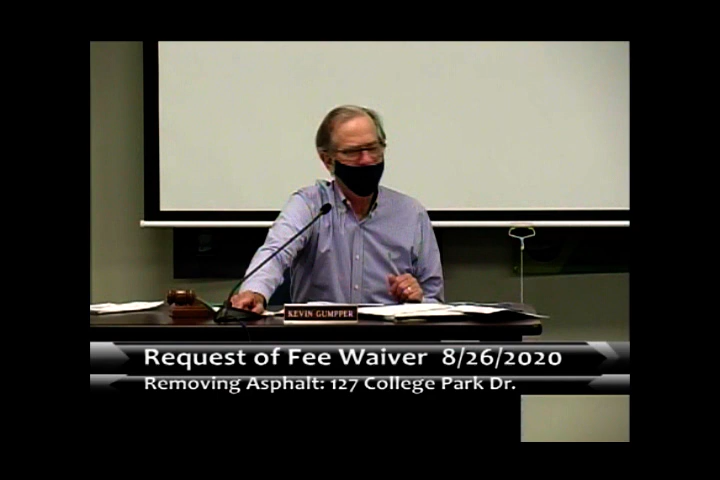 KEVIN GUMPPER
Request of Fee Waiver 8/26/2020
Removing Asphalt: 127 College Park Dr.